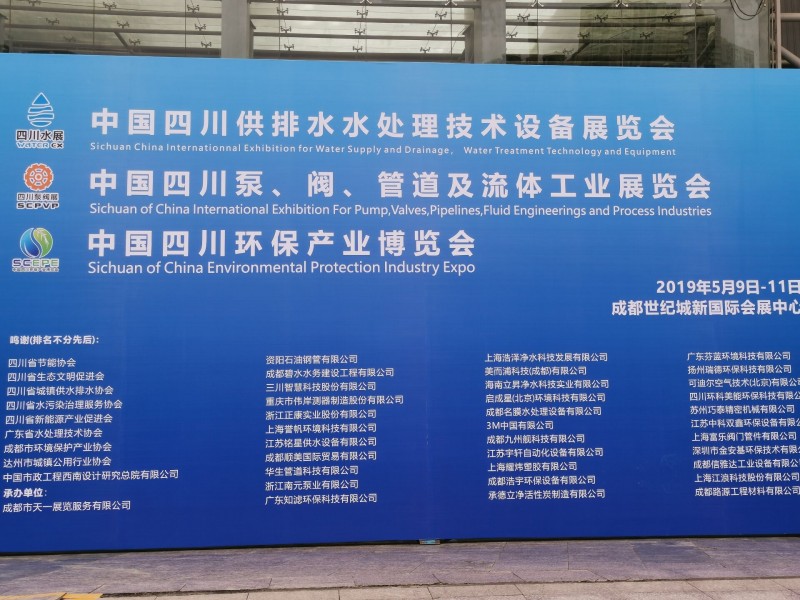 四川水展
WATER EX
中国四川供排水水处理技术设备展览会
Sichuan China Internationnal Exhibition for Water Supply and Drainage， Water Treatment Technology and Equipment
四川泵阀展
SCPVP
中国四川泵、阀、管道及流体工业展览会
Sichuan of China International Exhibition For Pump,Valves,Pipelines,Fluid Engineerings and Process Industries
SCEPE
中国四川环保产业博览会
Sichuan of China Environmental Protection Industry Expo
2019年5月9日-11日
成都世纪城新国际会展中心
鸣谢(排名不分先后):
四川省节能协会
四川省生态文明促进会
四川省城镇供水排水协会
四川省水污染治理服务协会
四川省新能源产业促进会
广东省水处理技术协会
成都市环境保护产业协会
达州市城镇公用行业协会
中国市政工程西南设计研究总院有限公司
承办单位:
成都市天一展览服务有限公司
资阳石油钢管有限公司
成都碧水水务建设工程有限公司
三川智慧科技股份有限公司
重庆市伟岸测器制造股份有限公司
浙江正康实业股份有限公司
上海誉帆环境科技有限公司
江苏铭星供水设备有限公司
成都顺美国际贸易有限公司
华生管道科技有限公司
浙江南元泵业有限公司
广东知滤环保科技有限公司
上海浩泽净水科技发展有限公司
美而浦科技(成都)有限公司
海南立昇净水科技实业有限公司
启成星(北京)环境科技有限公司
成都名膜水处理设备有限公司
3M中国有限公司
成都九州舰科技有限公司
江苏宇轩自动化设备有限公司
上海耀炜塑胶有限公司
成都浩宇环保设备有限公司
承德立净活性炭制造有限公司
广东芬蓝环境科技有限公司
扬州瑞德环保科技有限公司
可迪尔空气技术(北京)有限公司
四川环科美能环保科技有限公司
苏州巧泰精密机械有限公司
江苏中科双鑫环保设备有限公司
上海富乐阀门管件有限公司
深圳市金安基环保技术有限公司
成都信雅达工业设备有限公司
上海江浪科技股份有限公司
成都路源工程材料有限公司